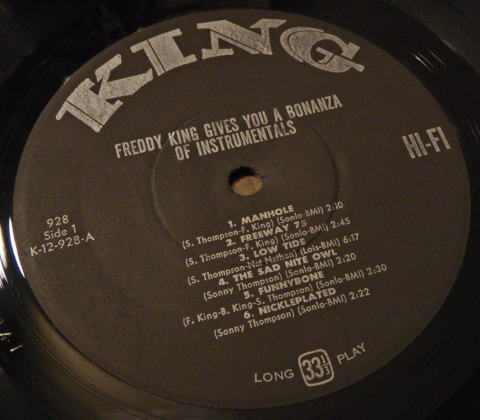 KING
FREDDY KING GIVES YOU A BONANZA
OF INSTRUMENTALS
HI-FI
928
Side 1
K-12-928-A
1. MANHOLE
(S. Thompson-F. King) (Sonlo-BMI) 2:10
2. FREEWAY 75
(S. Thompson-F. King) (Sonlo-BMI) 2:45
3. LOW TIDE
(S. Thompson-Nat Nathan) (Lois-BMI) 6:17
4. THE SAD NITE OWL
(Sonny Thompson) (Sonlo-BMI) 2:20
5. FUNNYBONE
(F. King-B. King-S. Thompson) (Sonlo-BMI) 2:30
6. NICKLEPLATED
(Sonny Thompson) (Sonlo-BMI) 2:22
LONG 33 1/3 PLAY